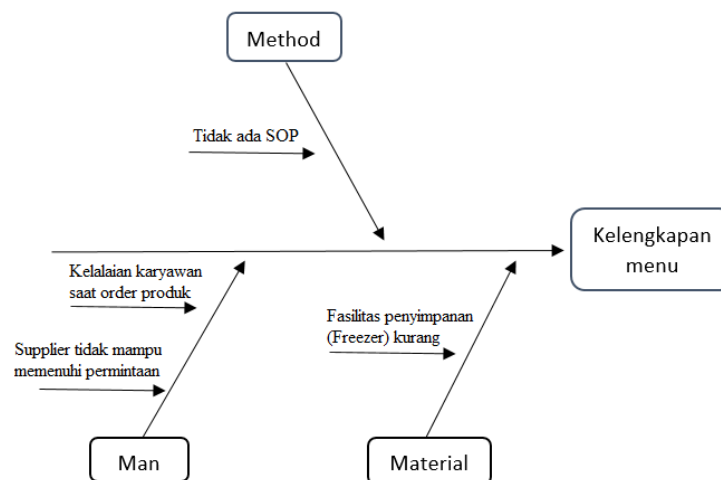 Method
Tidak ada SOP
Kelengkapan
menu
Kelalaian karyawan
saat order produk
Fasilitas penyimpanan
(Freezer) kurang
Supplier tidak mampu
memenuhi permintaan
Man
Material